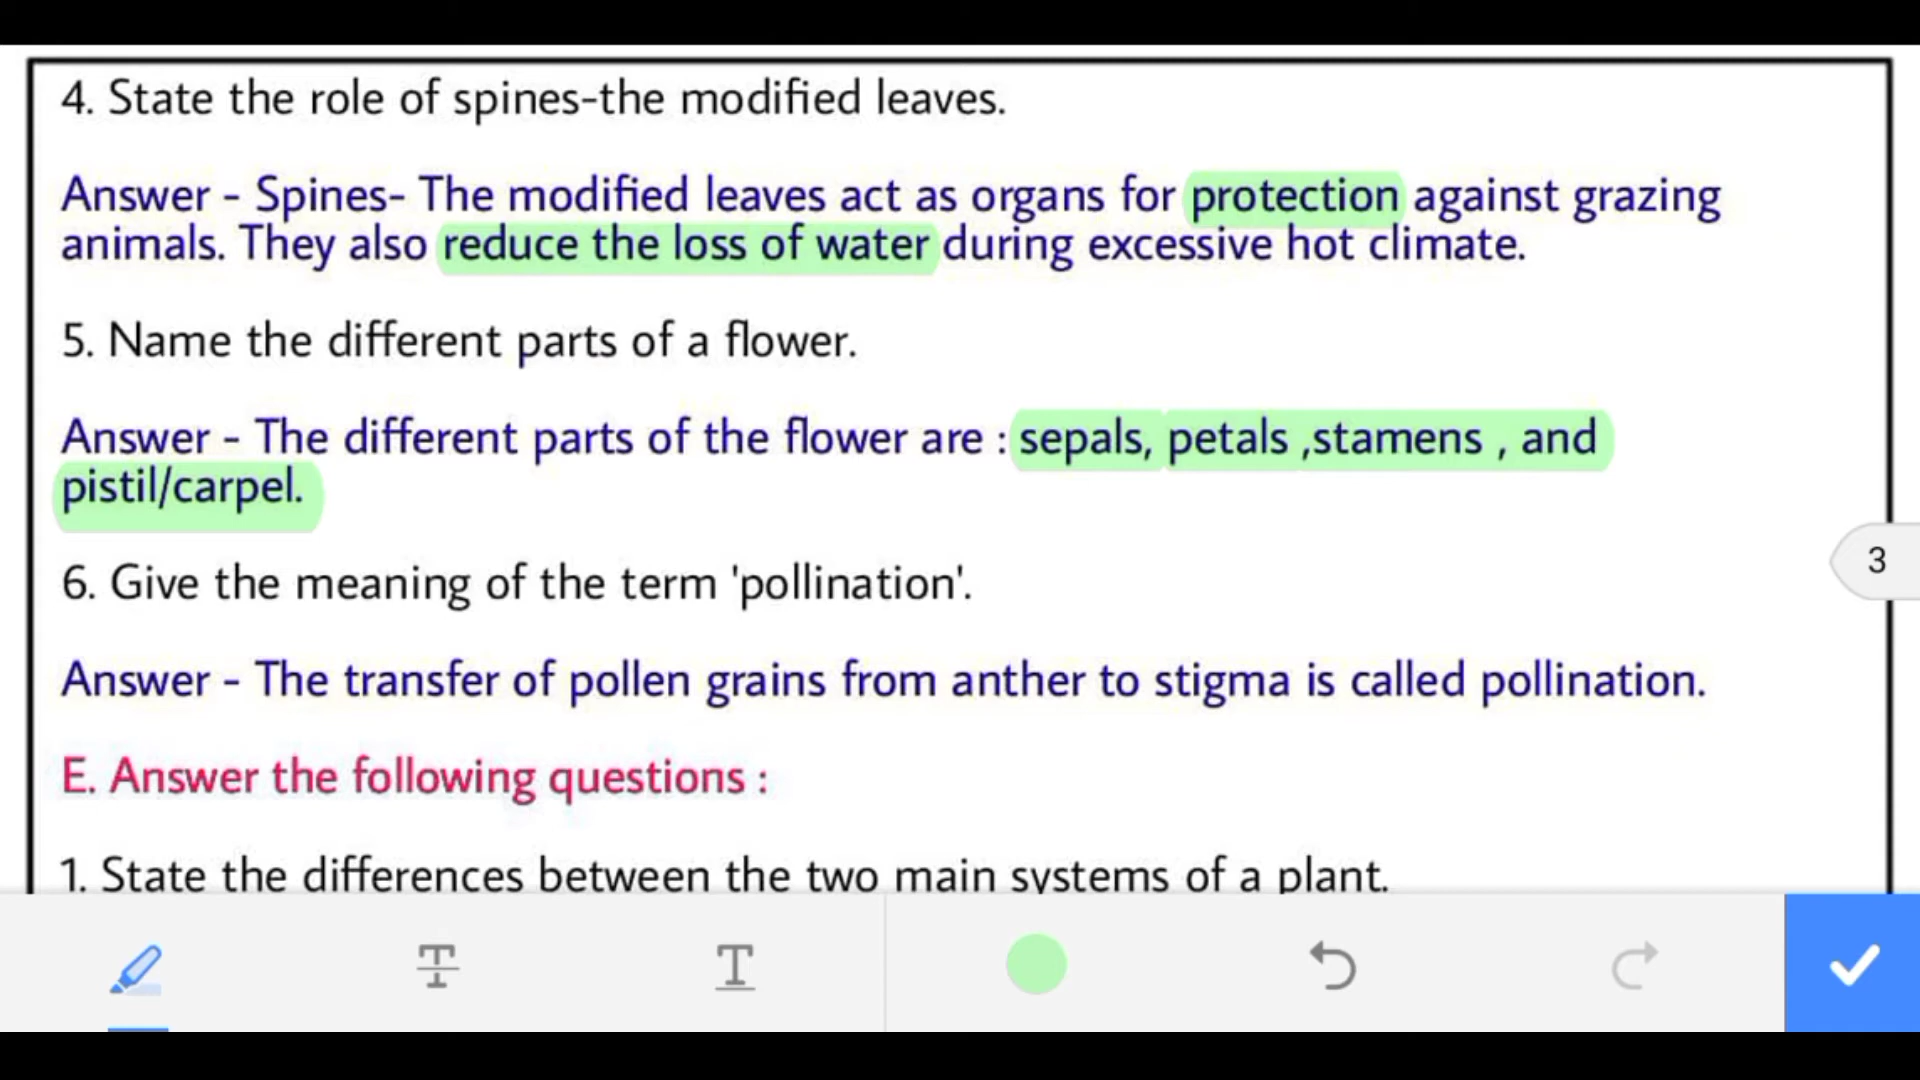 4. State the role of spines-the modified leaves.
Answer - Spines- The modified leaves act as organs for protection against grazing
animals. They also reduce the loss of water during excessive hot climate.
5. Name the different parts of a flower.
Answer - The different parts of the flower are : sepals, petals ,stamens , and
pistil/carpel.
3
6. Give the meaning of the term 'pollination'.
Answer - The transfer of pollen grains from anther to stigma is called pollination.
E. Answer the following questions :
1. State the differences between the two main systems of a plant.